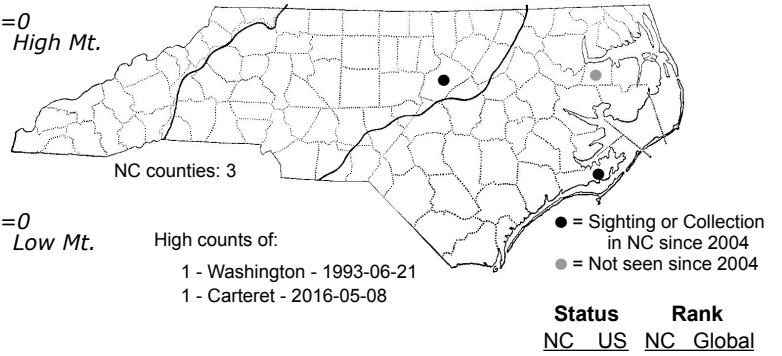 =0
High Mt.
NC counties: 3
=0
Low Mt.
High counts of:
1 - Washington - 1993-06-21
1 - Carteret - 2016-05-08
● = Sighting or Collection
in NC since 2004
● = Not seen since 2004
Status Rank
NC US NC Global